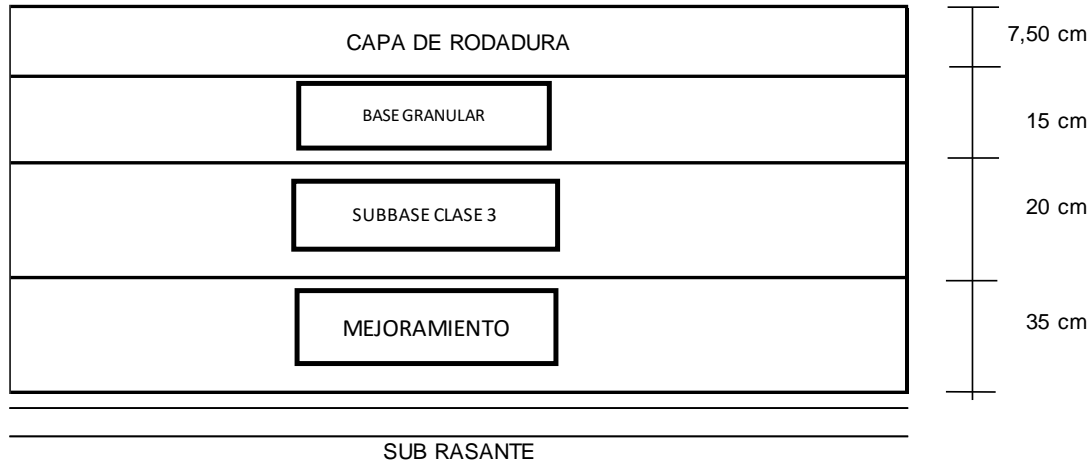 CAPA DE RODADURA
7,50 cm
BASE GRANULAR
15 cm
SUBBASE CLASE 3
20 cm
MEJORAMIENTO
35 cm
SUB RASANTE